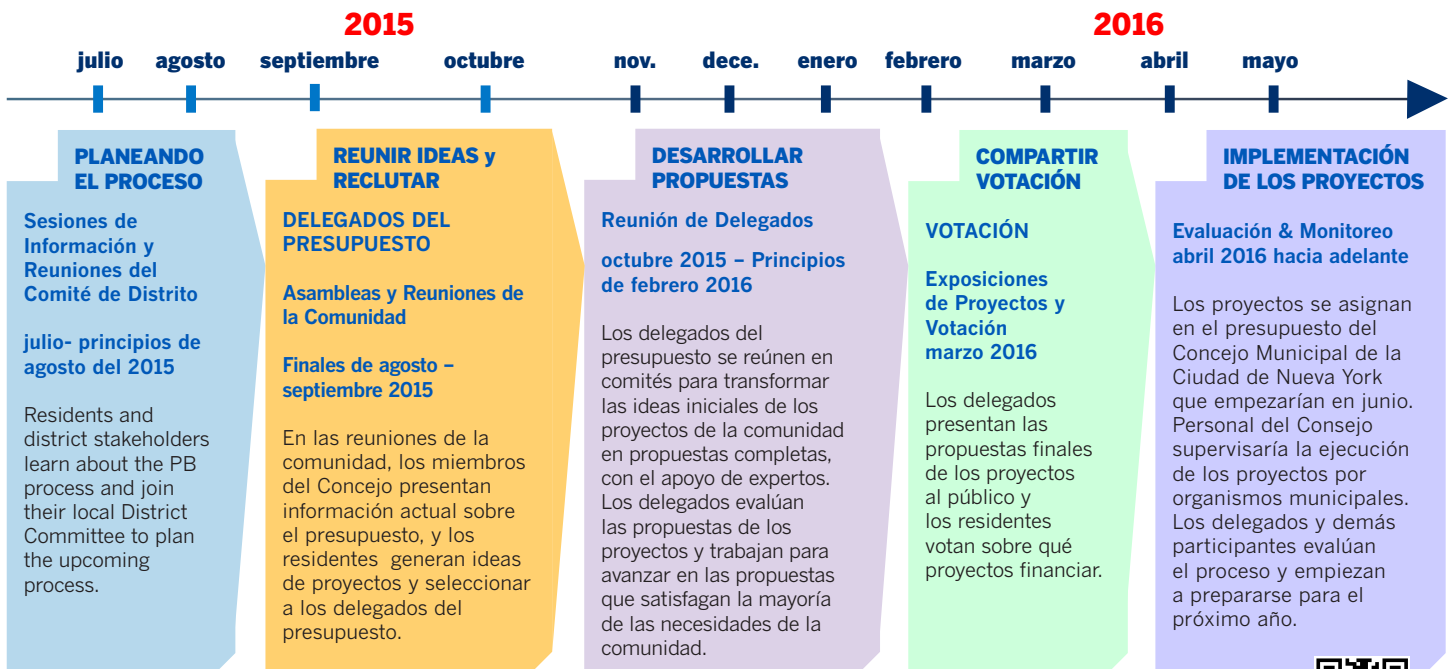 2015
2016
julio agosto septiembre octubre nov. dece. enero febrero marzo abril mayo
PLANEANDO
EL PROCESO
Sesiones de
Información y
Reuniones del
Comité de Distrito
julio- principios de
agosto del 2015
Residents and
district stakeholders
learn about the PB
process and join
their local District
Committee to plan
the upcoming
process.
REUNIR IDEAS y
RECLUTAR
DELEGADOS DEL
PRESUPUESTO
Asambleas y Reuniones de
la Comunidad
Finales de agosto –
septiembre 2015
En las reuniones de la
comunidad, los miembros
del Concejo presentan
información actual sobre
el presupuesto, y los
residentes generan ideas
de proyectos y seleccionar
a los delegados del
presupuesto.
DESARROLLAR
PROPUESTAS
Reunión de Delegados
octubre 2015 – Principios
de febrero 2016
Los delegados del
presupuesto se reúnen en
comités para transformar
las ideas iniciales de los
proyectos de la comunidad
en propuestas completas,
con el apoyo de expertos.
Los delegados evalúan
las propuestas de los
proyectos y trabajan para
avanzar en las propuestas
que satisfagan la mayoría
de las necesidades de la
comunidad.
COMPARTIR
VOTACIÓN
VOTACIÓN
Exposiciones
de Proyectos y
Votación
marzo 2016
Los delegados
presentan las
propuestas finales
de los proyectos
al público y
los residentes
votan sobre qué
proyectos financiar.
IMPLEMENTACIÓN
DE LOS PROYECTOS
Evaluación & Monitoreo
abril 2016 hacia adelante
Los proyectos se asignan
en el presupuesto del
Concejo Municipal de la
Ciudad de Nueva York
que empezarían en junio.
Personal del Consejo
supervisaría la ejecución
de los proyectos por
organismos municipales.
Los delegados y demás
participantes evalúan
el proceso y empiezan
a prepararse para el
próximo año.